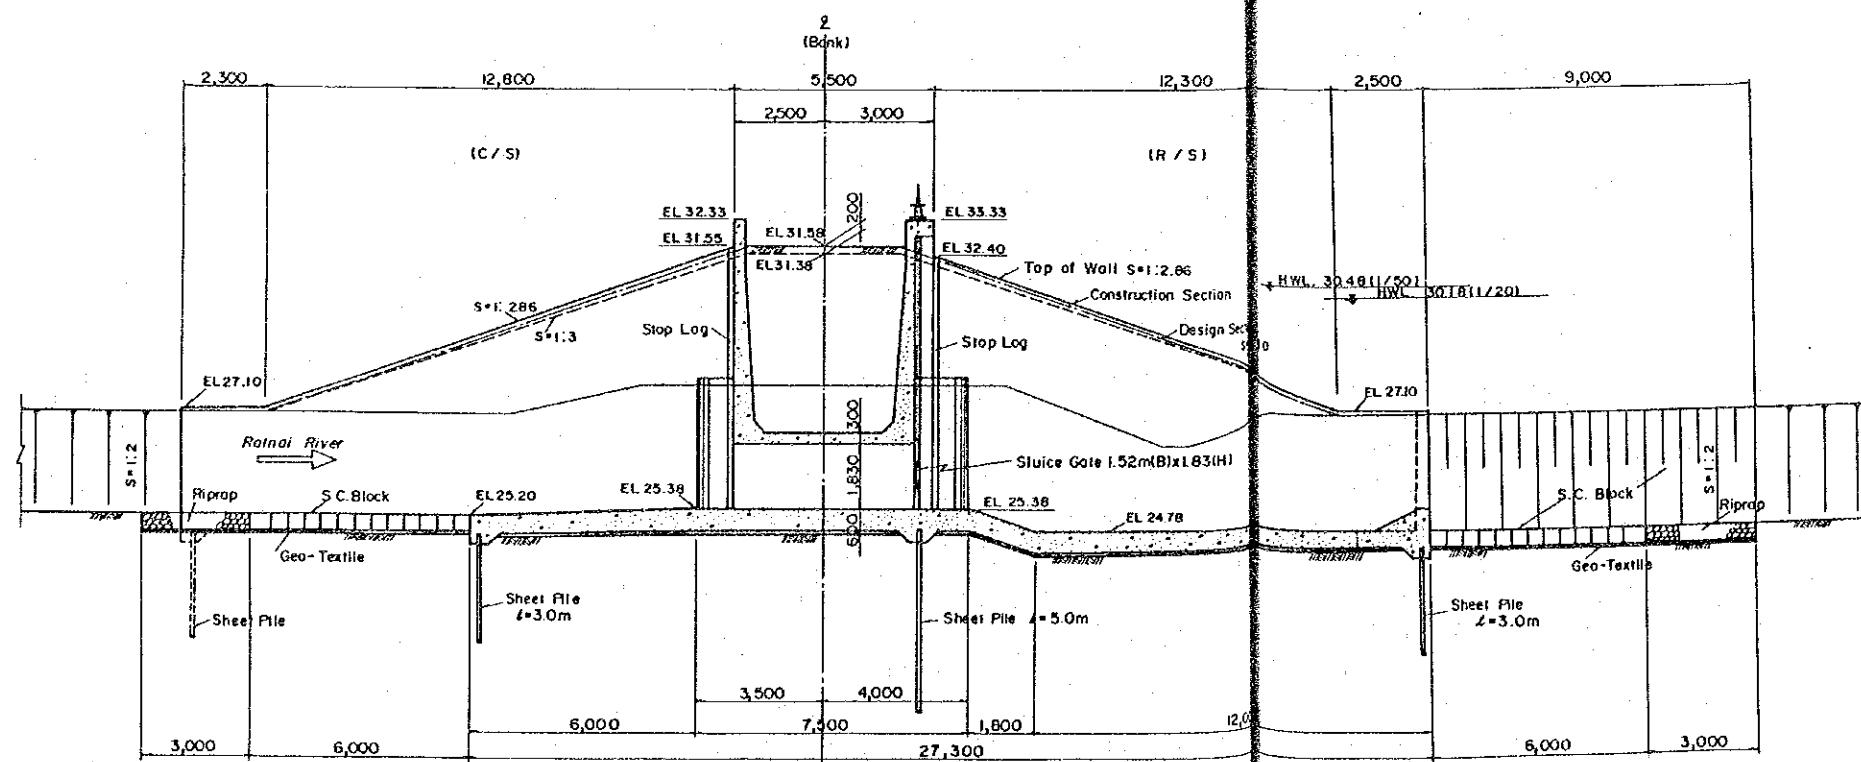 (Bank)
2,300 12,800 5,500 12,300 2,500 9,000
2,500 3,000
(C/S) (R/S)
200
EL 32.33 EL 33.33
EL 31.58
EL 31.55 EL 32.40
EL 31.38
Top of Wall S=1:2.86
HWL. 30.48 (1/50)
Construction Section
HWL. 30.18 (1/20)
S=1:286
S=1:3
Stop Log
Design
Stop Log
EL 27.10
EL 27.10
300
Ratnai River
S=1:2
Sluice Gate 1.52m(B)x1.83(H)
1,830
S=1:2
Riprap S.C. Block EL 25.20 EL 25.38 EL 25.38 EL 24.78 S.C. Block Riprap
600
Geo-Textile Geo-Textile
Sheet Pile
Sheet Pile
ℓ=3.0m
Sheet Pile ℓ=5.0m
Sheet Pile
ℓ=3.0m
3,500 4,000
6,000 7,500 1,800
3,000 6,000 27,300 6,000 3,000